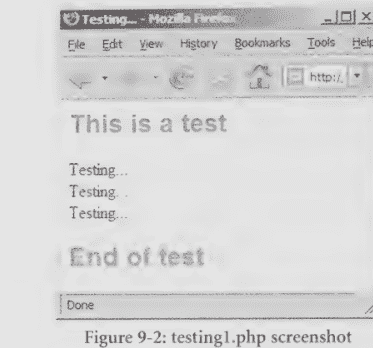 Testing... - Mozilla Firefox
File Edit View History Bookmarks Tools Help
http:/.
This is a test
Testing...
Testing. .
Testing...
End of test
Done
Figure 9-2: testing1.php screenshot